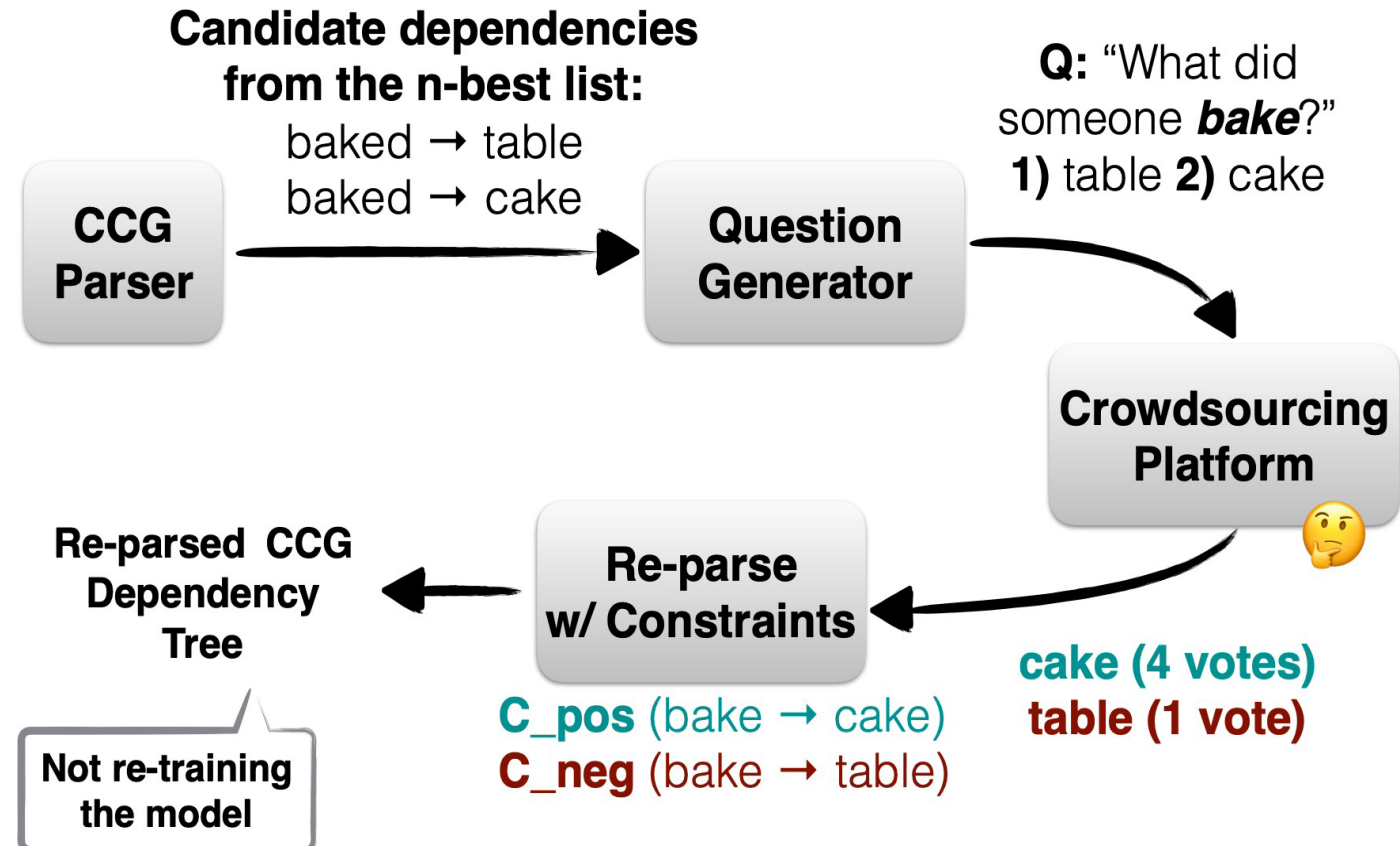 Candidate dependencies
from the n-best list:
baked → table
baked → cake
CCG
Parser
Question
Generator
Q: “What did
someone bake?”
1) table 2) cake
Crowdsourcing
Platform
cake (4 votes)
table (1 vote)
Re-parse
w/ Constraints
C_pos (bake → cake)
C_neg (bake → table)
Re-parsed CCG
Dependency
Tree
Not re-training
the model